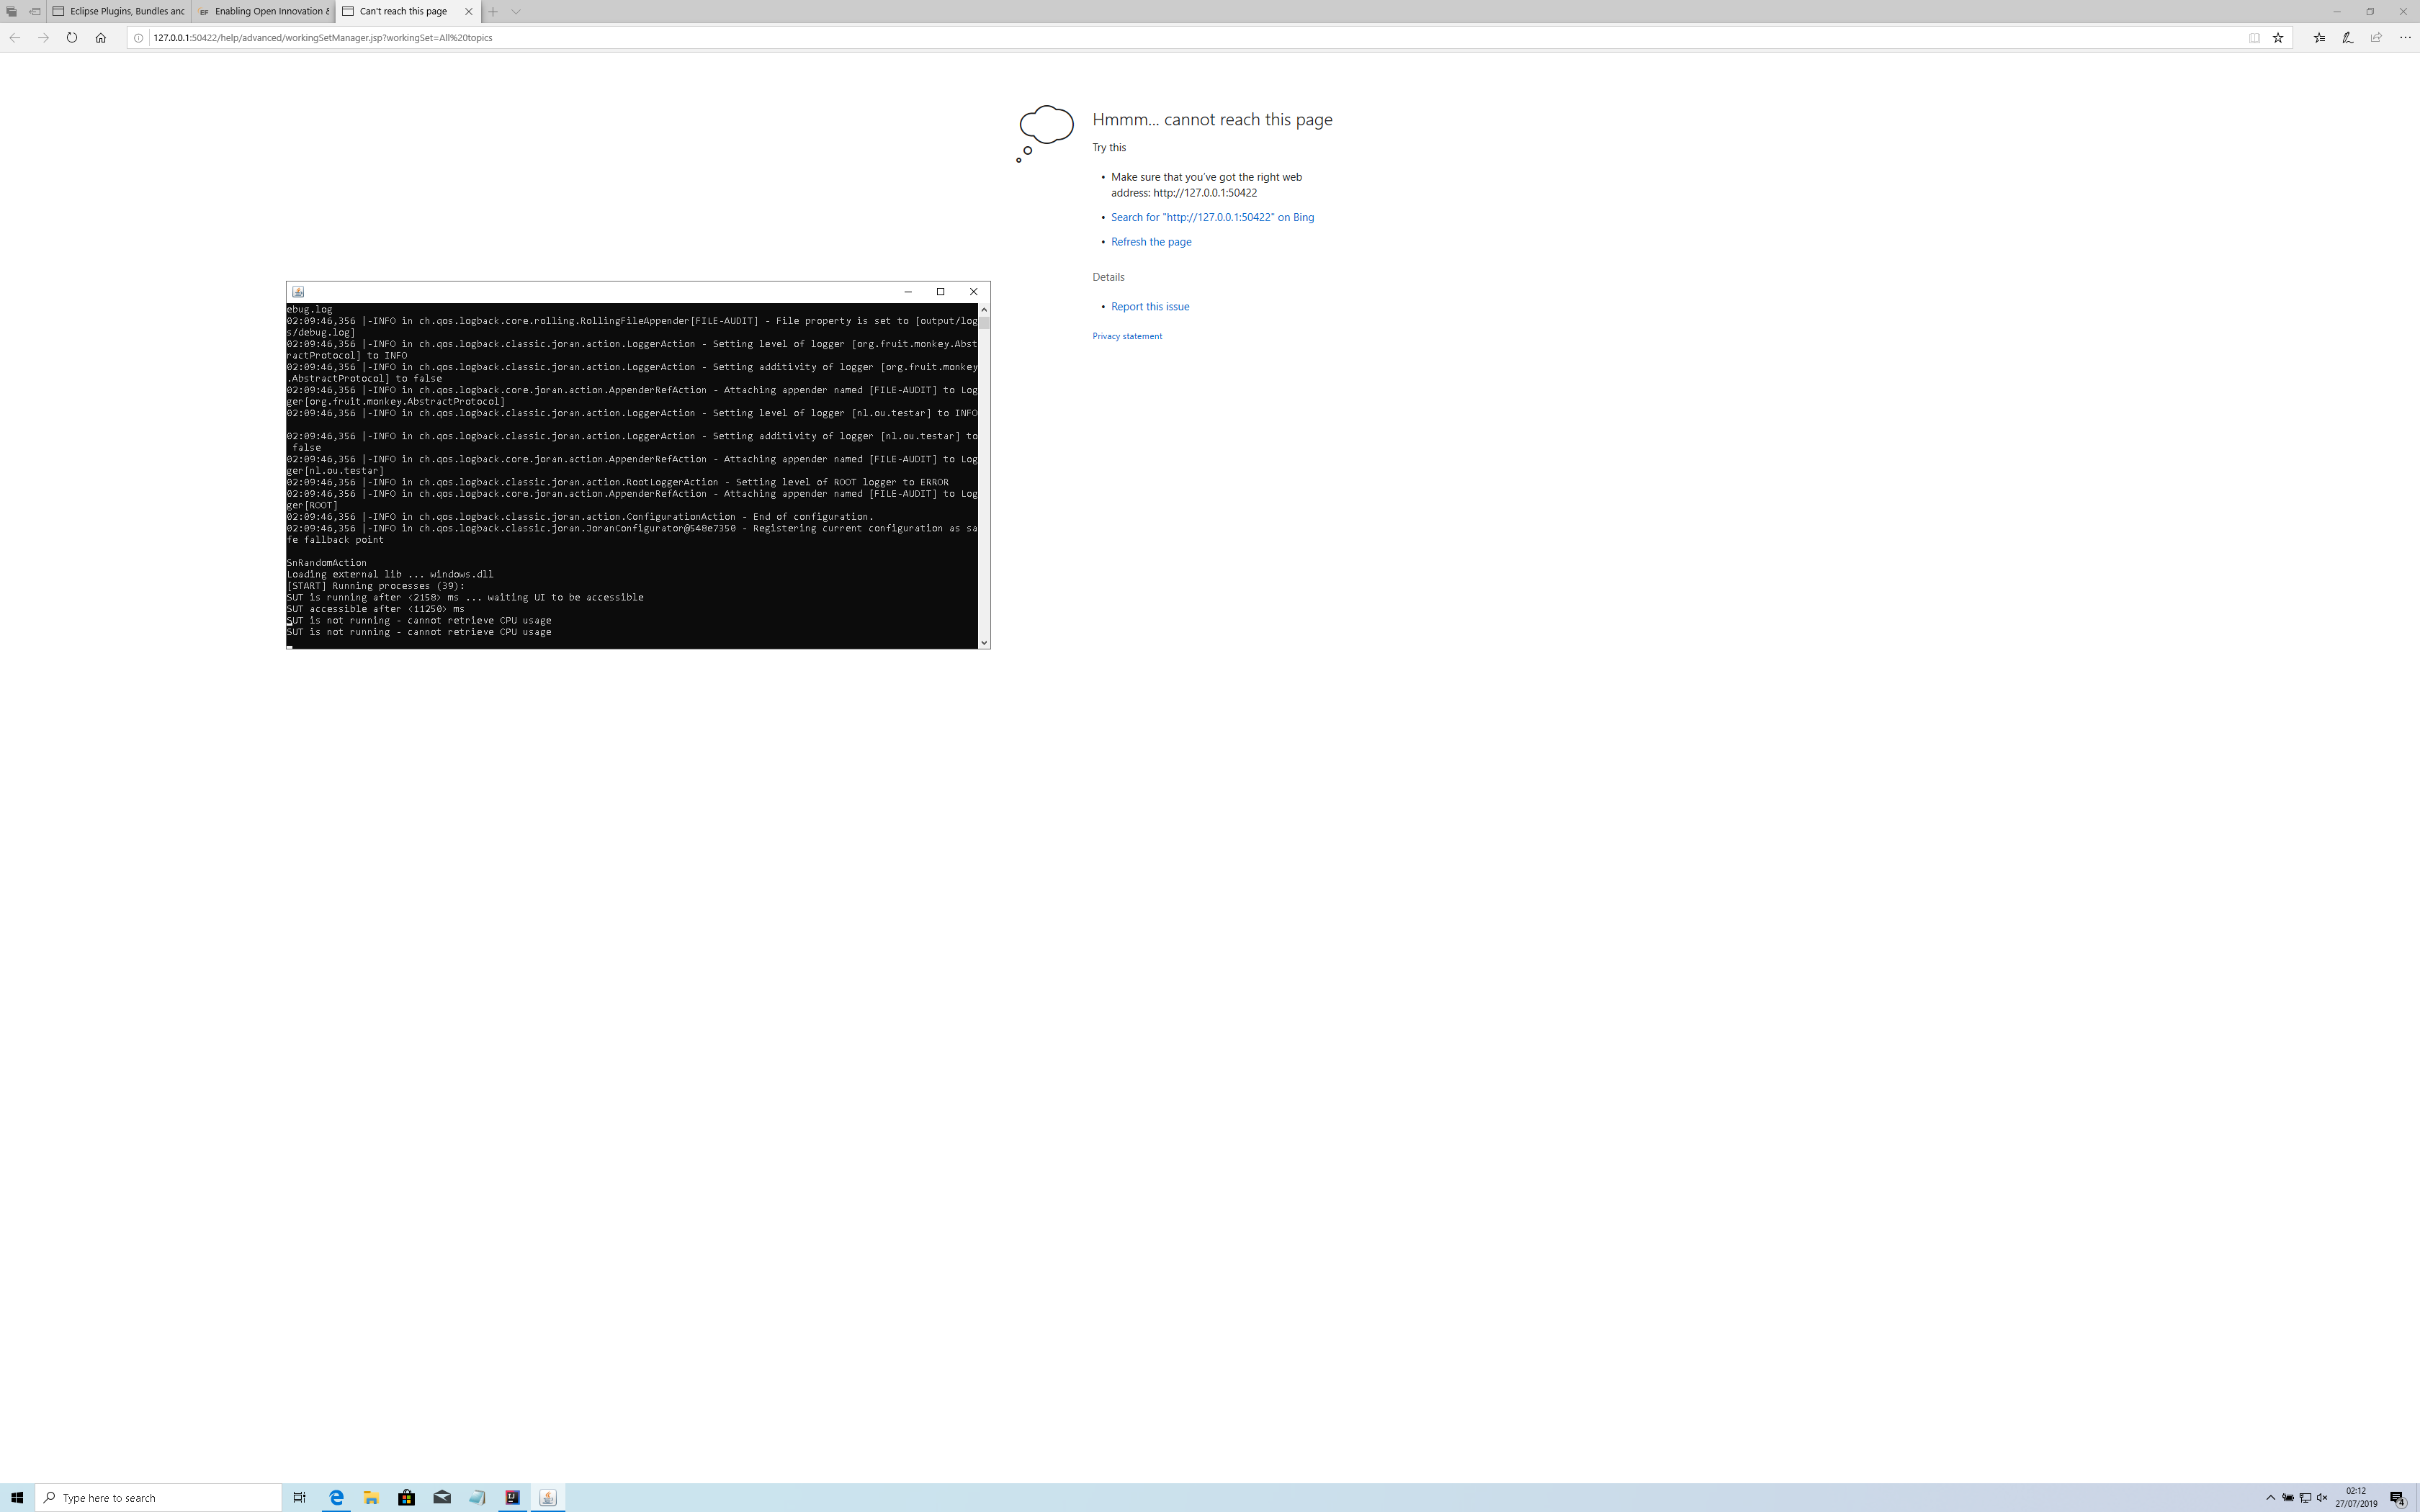 Eclipse Plugins, Bundles and
EF Enabling Open Innovation &
Can't reach this page
127.0.0.1:50422/help/advanced/workingSetManager.jsp?workingSet=All%20topics
Hmmm... cannot reach this page
Try this
• Make sure that you've got the right web
address: http://127.0.0.1:50422
• Search for "http://127.0.0.1:50422" on Bing
• Refresh the page
Details
• Report this issue
Privacy statement
ebug.log
02:09:46,356 |-INFO in ch.qos.logback.core.rolling.RollingFileAppender[FILE-AUDIT] - File property is set to [output/log
s/debug.log]
02:09:46,356 |-INFO in ch.qos.logback.classic.joran.action.LoggerAction - Setting level of logger [org.fruit.monkey.Abst
ractProtocol] to INFO
02:09:46,356 |-INFO in ch.qos.logback.classic.joran.action.LoggerAction - Setting additivity of logger [org.fruit.monkey
.AbstractProtocol] to false
02:09:46,356 |-INFO in ch.qos.logback.core.joran.action.AppenderRefAction - Attaching appender named [FILE-AUDIT] to Log
ger[org.fruit.monkey.AbstractProtocol]
02:09:46,356 |-INFO in ch.qos.logback.classic.joran.action.LoggerAction - Setting level of logger [nl.ou.testar] to INFO
02:09:46,356 |-INFO in ch.qos.logback.classic.joran.action.LoggerAction - Setting additivity of logger [nl.ou.testar] to
false
02:09:46,356 |-INFO in ch.qos.logback.core.joran.action.AppenderRefAction - Attaching appender named [FILE-AUDIT] to Log
ger[nl.ou.testar]
02:09:46,356 |-INFO in ch.qos.logback.classic.joran.action.RootLoggerAction - Setting level of ROOT logger to ERROR
02:09:46,356 |-INFO in ch.qos.logback.core.joran.action.AppenderRefAction - Attaching appender named [FILE-AUDIT] to Log
ger[ROOT]
02:09:46,356 |-INFO in ch.qos.logback.classic.joran.action.ConfigurationAction - End of configuration.
02:09:46,356 |-INFO in ch.qos.logback.classic.joran.JoranConfigurator@548e7350 - Registering current configuration as sa
fe fallback point
SnRandomAction
Loading external lib ... windows.dll
[START] Running processes (39):
SUT is running after <2158> ms ... waiting UI to be accessible
SUT accessible after <11250> ms
SUT is not running - cannot retrieve CPU usage
SUT is not running - cannot retrieve CPU usage
Type here to search
02:12
27/07/2019
4